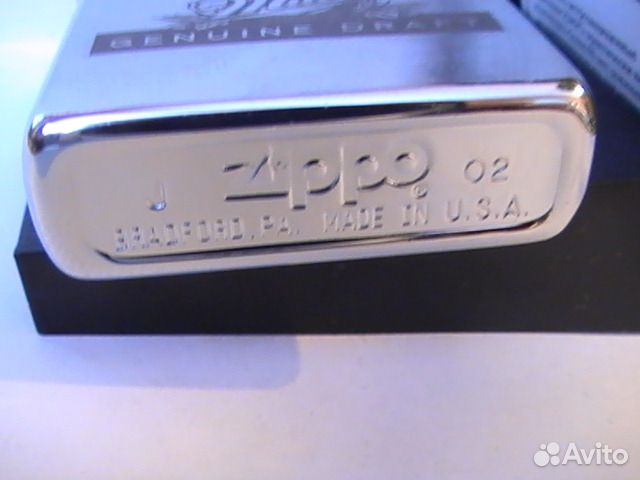 GENUINE DRAFT
J Zippo® 02
BRADFORD, PA. MADE IN U.S.A.
Avito